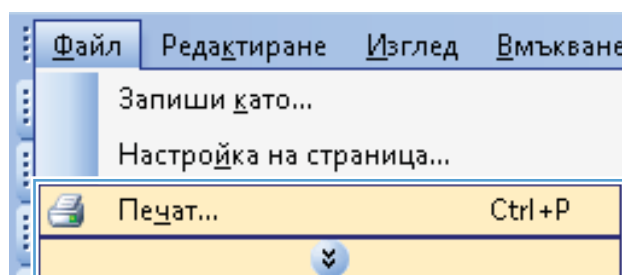 Файл Редактиране Изглед Вмъкване
Запиши като...
Настройка на страница...
Печат... Ctrl+P